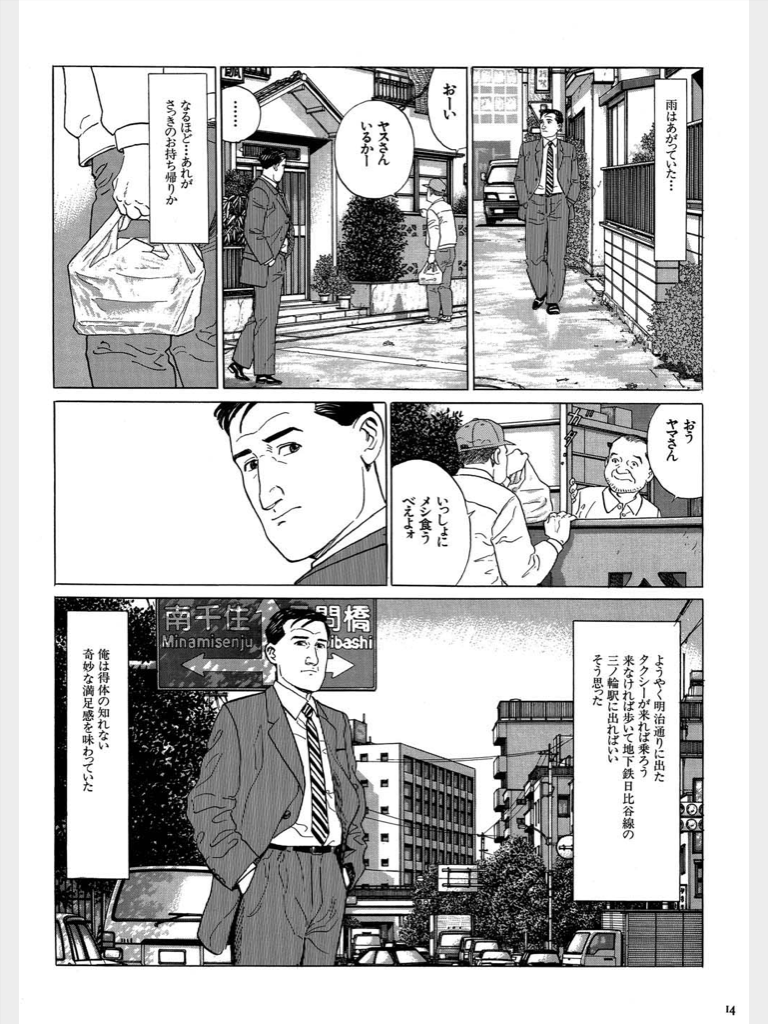 雨はあがっていた…
おーい
ヤスさん
いるかー
……
なるほど…あれが
さっきのお持ち帰りか
おう
ヤマさん
いっしょに
メシ食う
べえよォ
ようやく明治通りに出た
タクシーが来れば乗ろう
来なければ歩いて地下鉄日比谷線の
三ノ輪駅に出ればいい
そう思った
南千住
問橋
Minamisenju
bibashi
俺は得体の知れない
奇妙な満足感を味わっていた
14